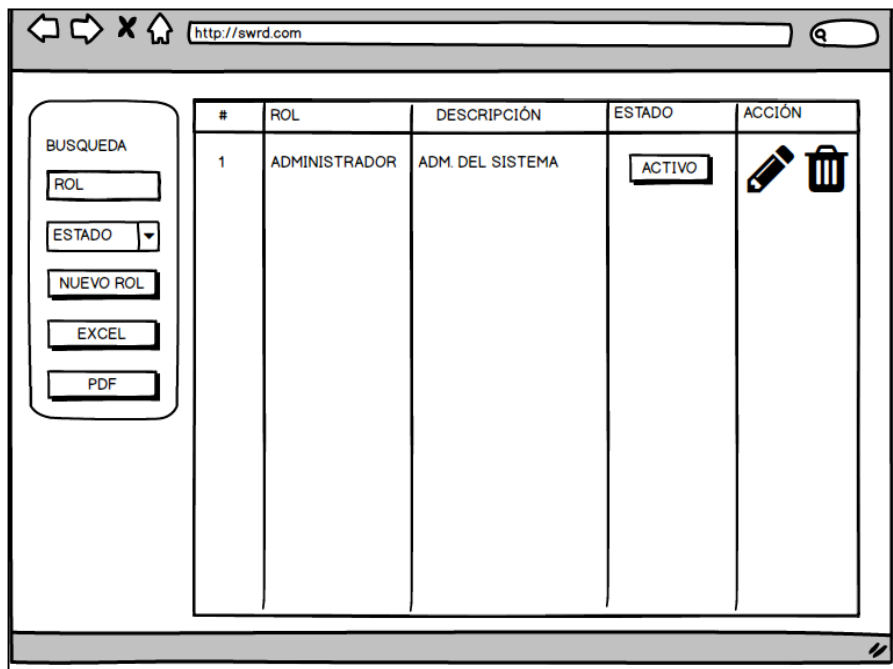 http://swrd.com
BUSQUEDA
ROL
ESTADO
NUEVO ROL
EXCEL
PDF
# ROL DESCRIPCIÓN ESTADO ACCIÓN
1 ADMINISTRADOR ADM. DEL SISTEMA ACTIVO